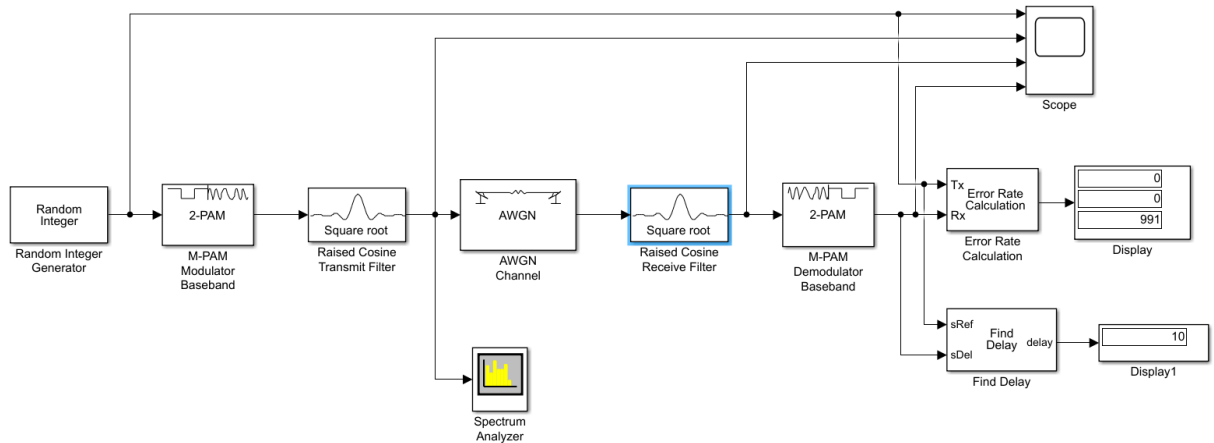 Scope
Random
Integer
Random Integer
Generator
2-PAM
M-PAM
Modulator
Baseband
Square root
Raised Cosine
Transmit Filter
AWGN
AWGN
Channel
Square root
Raised Cosine
Receive Filter
2-PAM
M-PAM
Demodulator
Baseband
Tx
Rx
Error Rate
Calculation
Error Rate
Calculation
0
0
991
Display
sRef
sDel
Find
Delay
delay
Find Delay
10
Display1
Spectrum
Analyzer